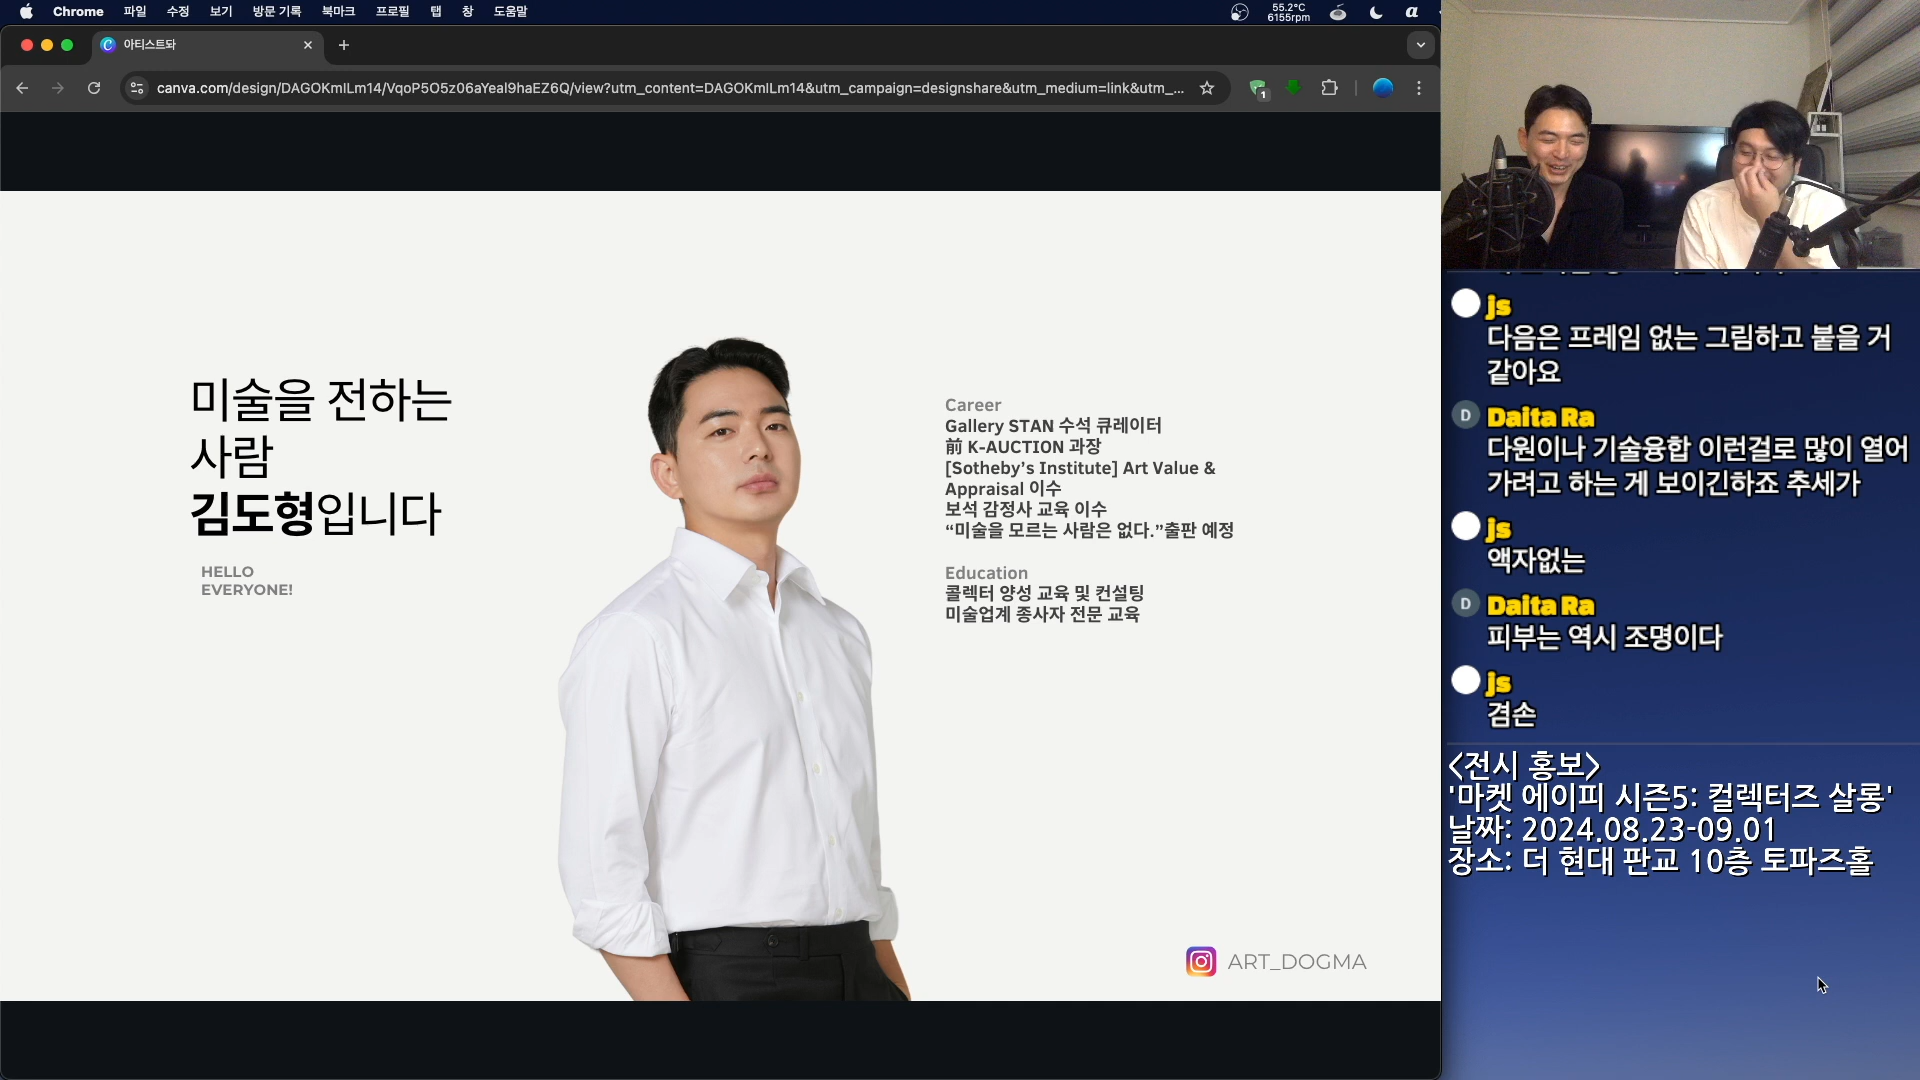 Chrome 파일 수정 보기 방문 기록 북마크 프로필 탭 창 도움말
55.2°C
6155rpm
아티스트돠
canva.com/design/DAGOKmlLm14/VqoP5O5z06aYeal9haEZ6Q/view?utm_content=DAGOKmlLm14&utm_campaign=designshare&utm_medium=link&utm_...
1
미술을 전하는
사람
김도형입니다
HELLO
EVERYONE!
Career
Gallery STAN 수석 큐레이터
前 K-AUCTION 과장
[Sotheby's Institute] Art Value &
Appraisal 이수
보석 감정사 교육 이수
“미술을 모르는 사람은 없다.”출판 예정
Education
콜렉터 양성 교육 및 컨설팅
미술업계 종사자 전문 교육
ART_DOGMA
js
다음은 프레임 없는 그림하고 붙을 거
같아요
D Daita Ra
다원이나 기술융합 이런걸로 많이 열어
가려고 하는 게 보이긴하죠 추세가
js
액자없는
D Daita Ra
피부는 역시 조명이다
js
겸손
<전시 홍보>
'마켓 에이피 시즌5: 컬렉터즈 살롱'
날짜: 2024.08.23-09.01
장소: 더 현대 판교 10층 토파즈홀